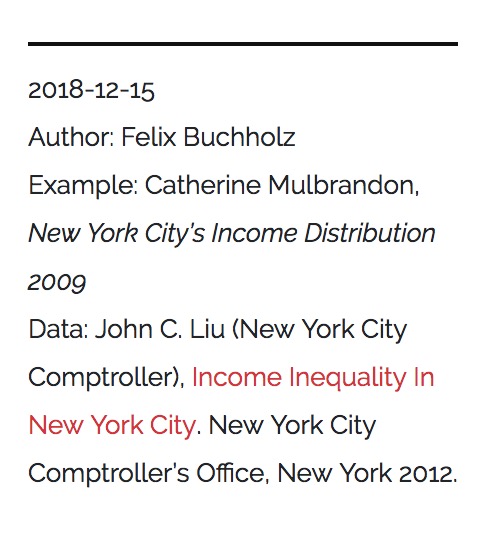 2018-12-15
Author: Felix Buchholz
Example: Catherine Mulbrandon,
New York City’s Income Distribution
2009
Data: John C. Liu (New York City
Comptroller), Income Inequality In
New York City. New York City
Comptroller’s Office, New York 2012.